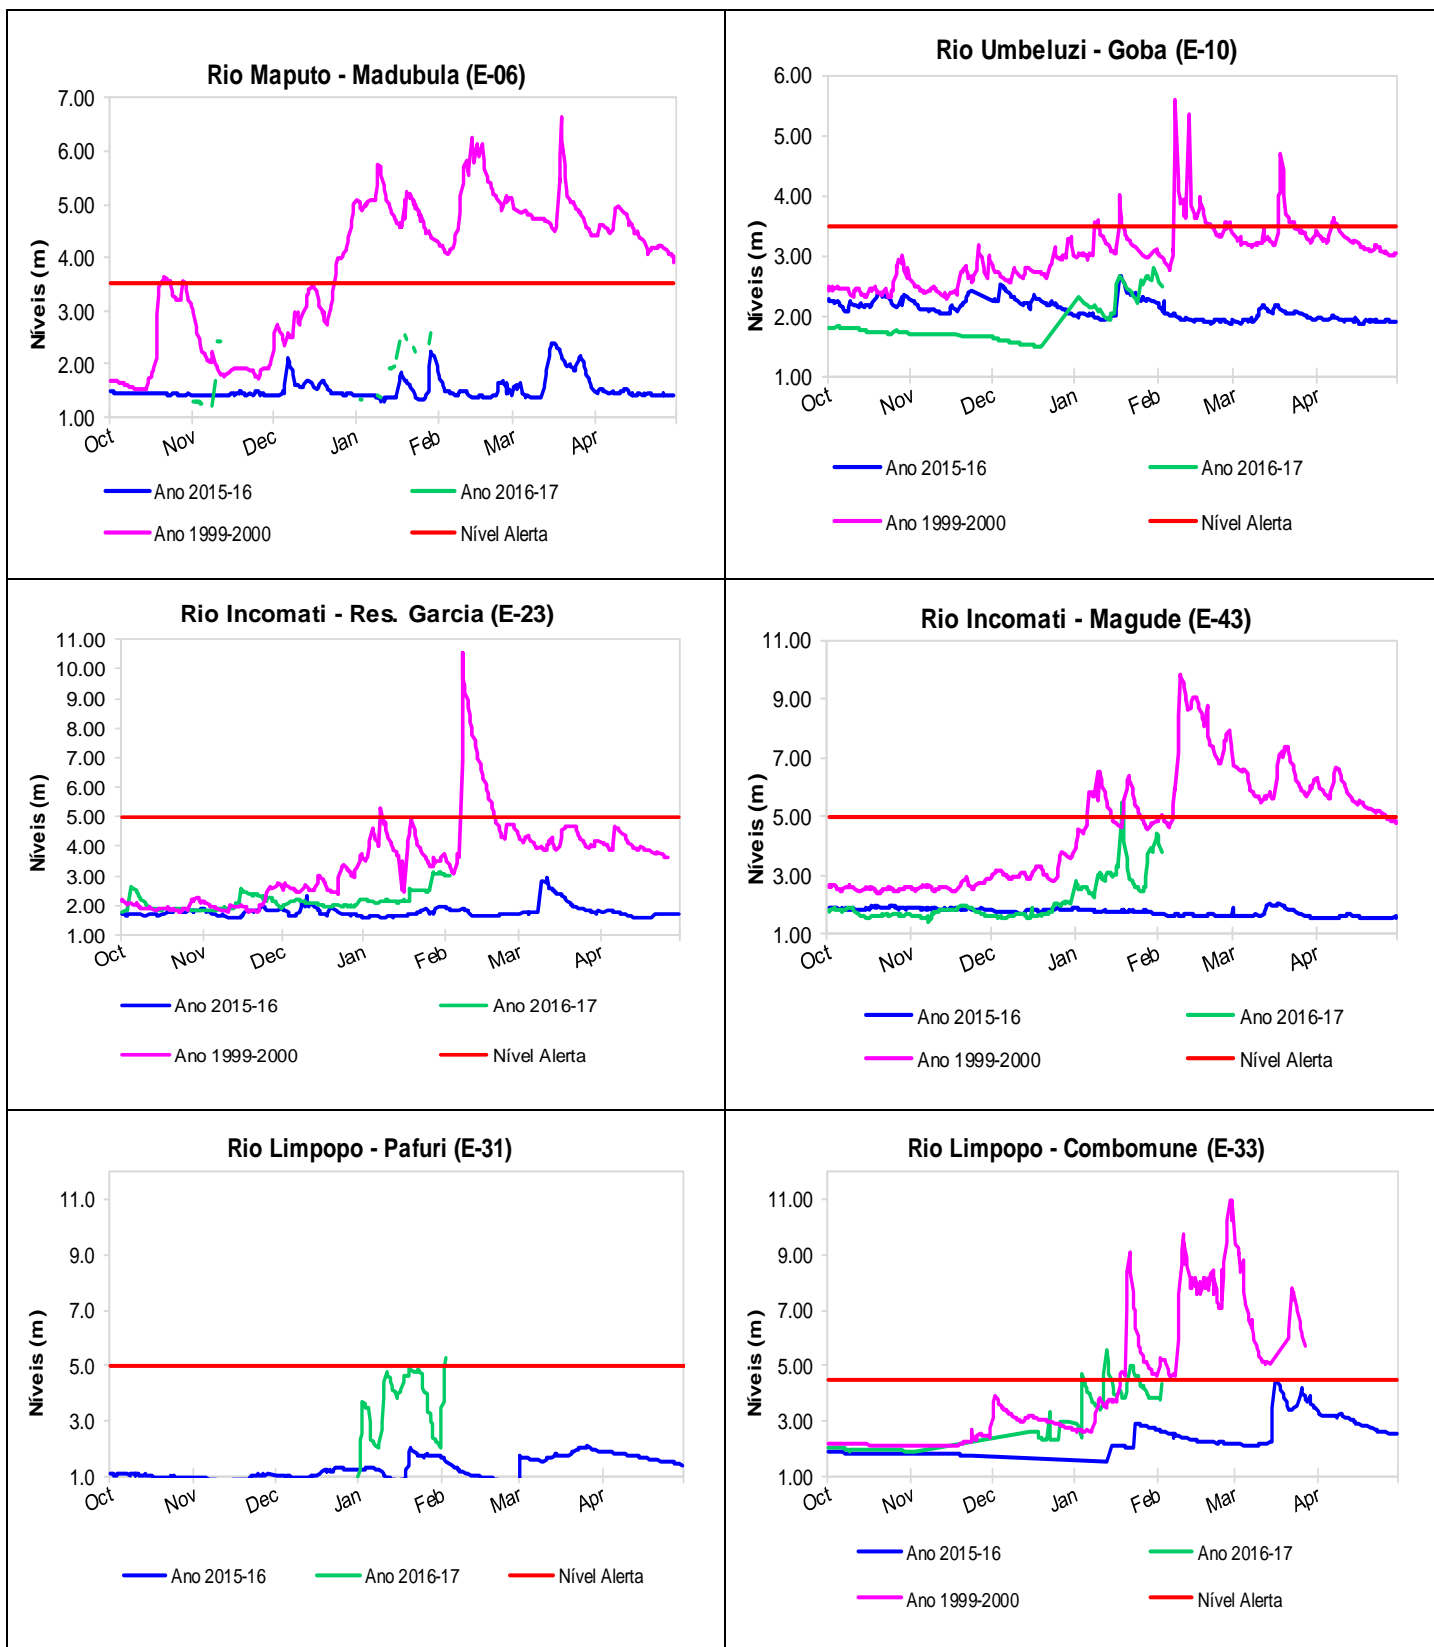 Rio Maputo - Madubula (E-06)
Níveis (m)
7.00
6.00
5.00
4.00
3.00
2.00
1.00
Oct
Nov
Dec
Jan
Feb
Mar
Apr
Ano 2015-16
Ano 2016-17
Ano 1999-2000
Nível Alerta
Rio Umbeluzi - Goba (E-10)
Níveis (m)
6.00
5.00
4.00
3.00
2.00
1.00
Oct
Nov
Dec
Jan
Feb
Mar
Apr
Ano 2015-16
Ano 2016-17
Ano 1999-2000
Nível Alerta
Rio Incomati - Res. Garcia (E-23)
Níveis (m)
11.00
10.00
9.00
8.00
7.00
6.00
5.00
4.00
3.00
2.00
1.00
Oct
Nov
Dec
Jan
Feb
Mar
Apr
Ano 2015-16
Ano 2016-17
Ano 1999-2000
Nível Alerta
Rio Incomati - Magude (E-43)
Níveis (m)
11.00
9.00
7.00
5.00
3.00
1.00
Oct
Nov
Dec
Jan
Feb
Mar
Apr
Ano 2015-16
Ano 2016-17
Ano 1999-2000
Nível Alerta
Rio Limpopo - Pafuri (E-31)
Níveis (m)
11.0
9.0
7.0
5.0
3.0
1.0
Oct
Nov
Dec
Jan
Feb
Mar
Apr
Ano 2015-16
Ano 2016-17
Nível Alerta
Rio Limpopo - Combomune (E-33)
Níveis (m)
11.00
9.00
7.00
5.00
3.00
1.00
Oct
Nov
Dec
Jan
Feb
Mar
Apr
Ano 2015-16
Ano 2016-17
Ano 1999-2000
Nível Alerta